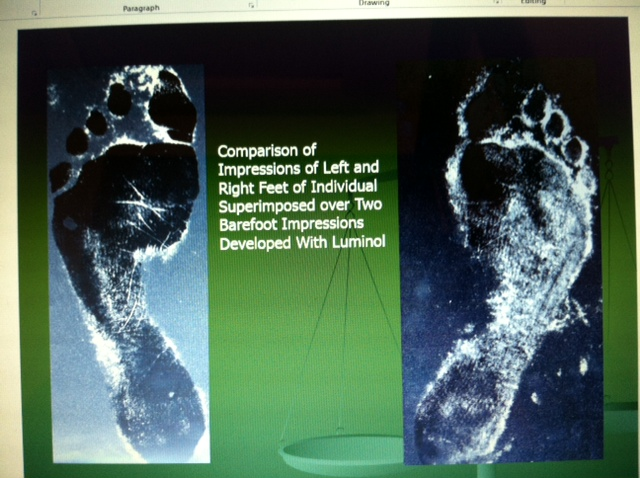 Paragraph
Drawing
Editing
Comparison of
Impressions of Left and
Right Feet of Individual
Superimposed over Two
Barefoot Impressions
Developed With Luminol